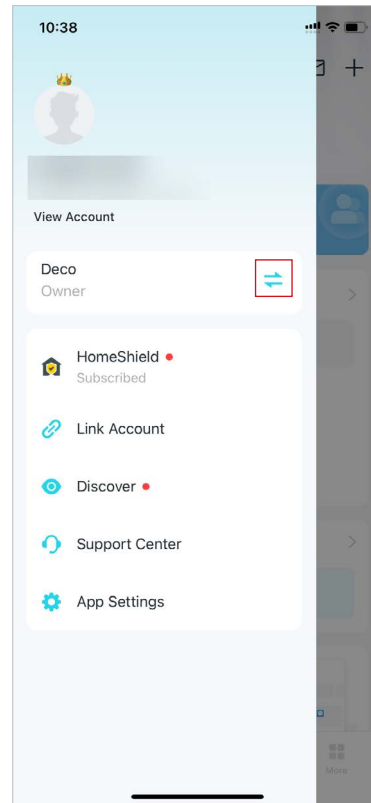 10:38
View Account
Deco
Owner
HomeShield
Subscribed
Link Account
Discover
Support Center
App Settings
More